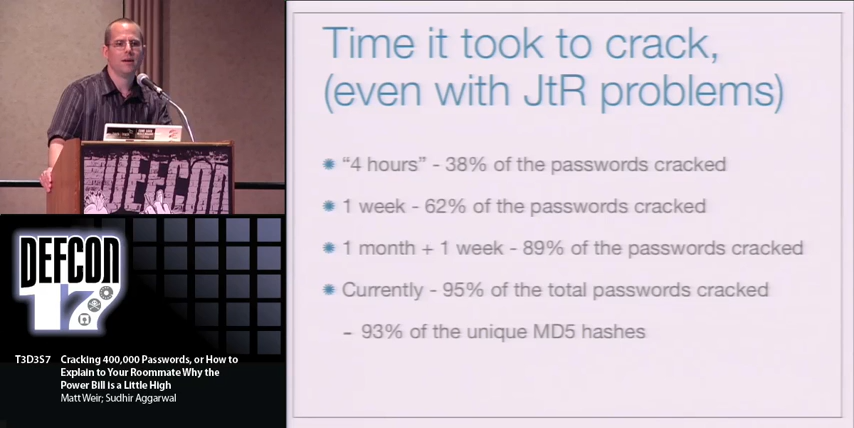 Time it took to crack,
(even with JtR problems)
“4 hours” - 38% of the passwords cracked
1 week - 62% of the passwords cracked
1 month + 1 week - 89% of the passwords cracked
Currently - 95% of the total passwords cracked
– 93% of the unique MD5 hashes
DEFCON
DEFCON
17
T3D3S7 Cracking 400,000 Passwords, or How to
Explain to Your Roommate Why the
Power Bill is a Little High
Matt Weir; Sudhir Aggarwal